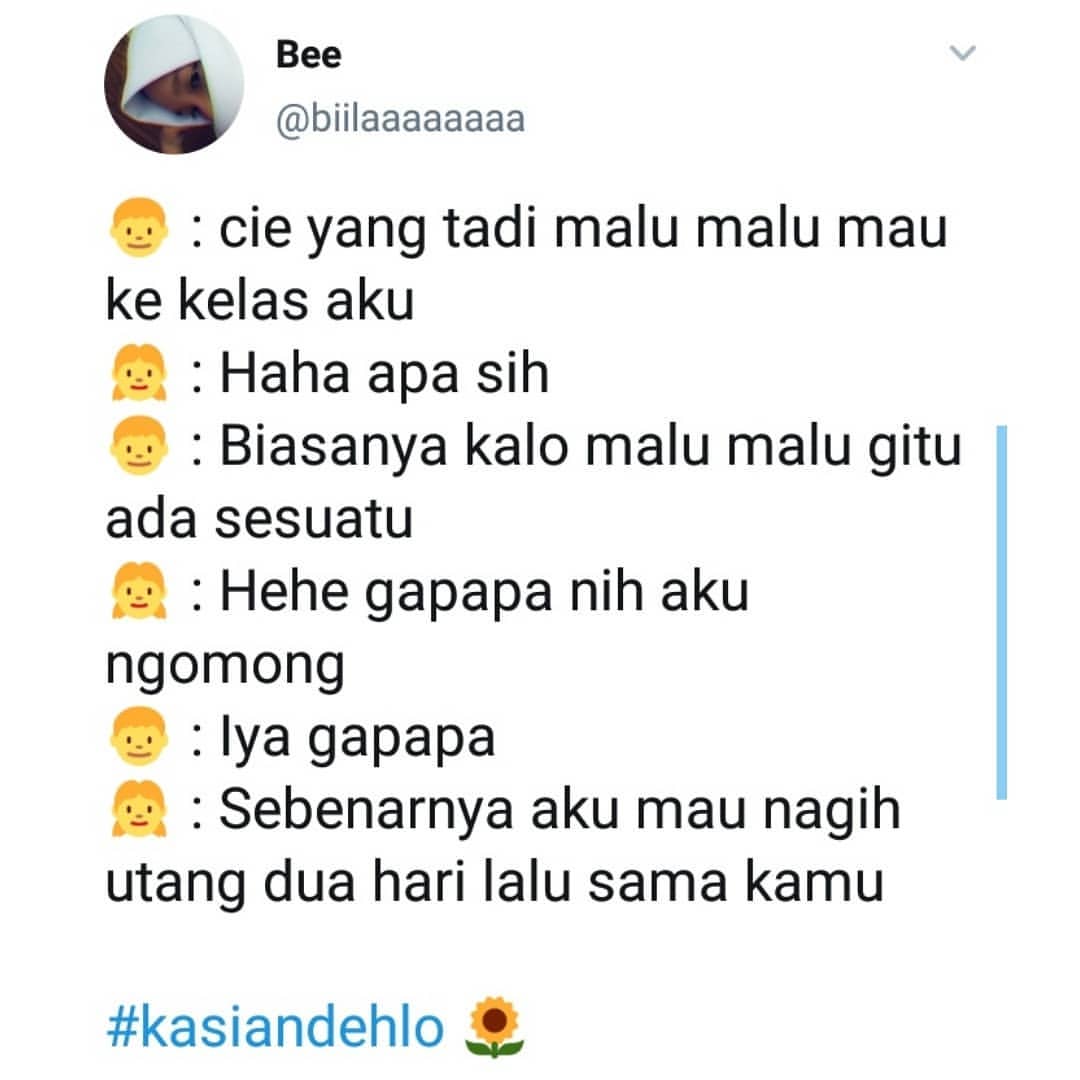 Bee
@biilaaaaaaaa
👦 : cie yang tadi malu malu mau
ke kelas aku
👧 : Haha apa sih
👦 : Biasanya kalo malu malu gitu
ada sesuatu
👧 : Hehe gapapa nih aku
ngomong
👦 : Iya gapapa
👧 : Sebenarnya aku mau nagih
utang dua hari lalu sama kamu
#kasiandehlo 🌻